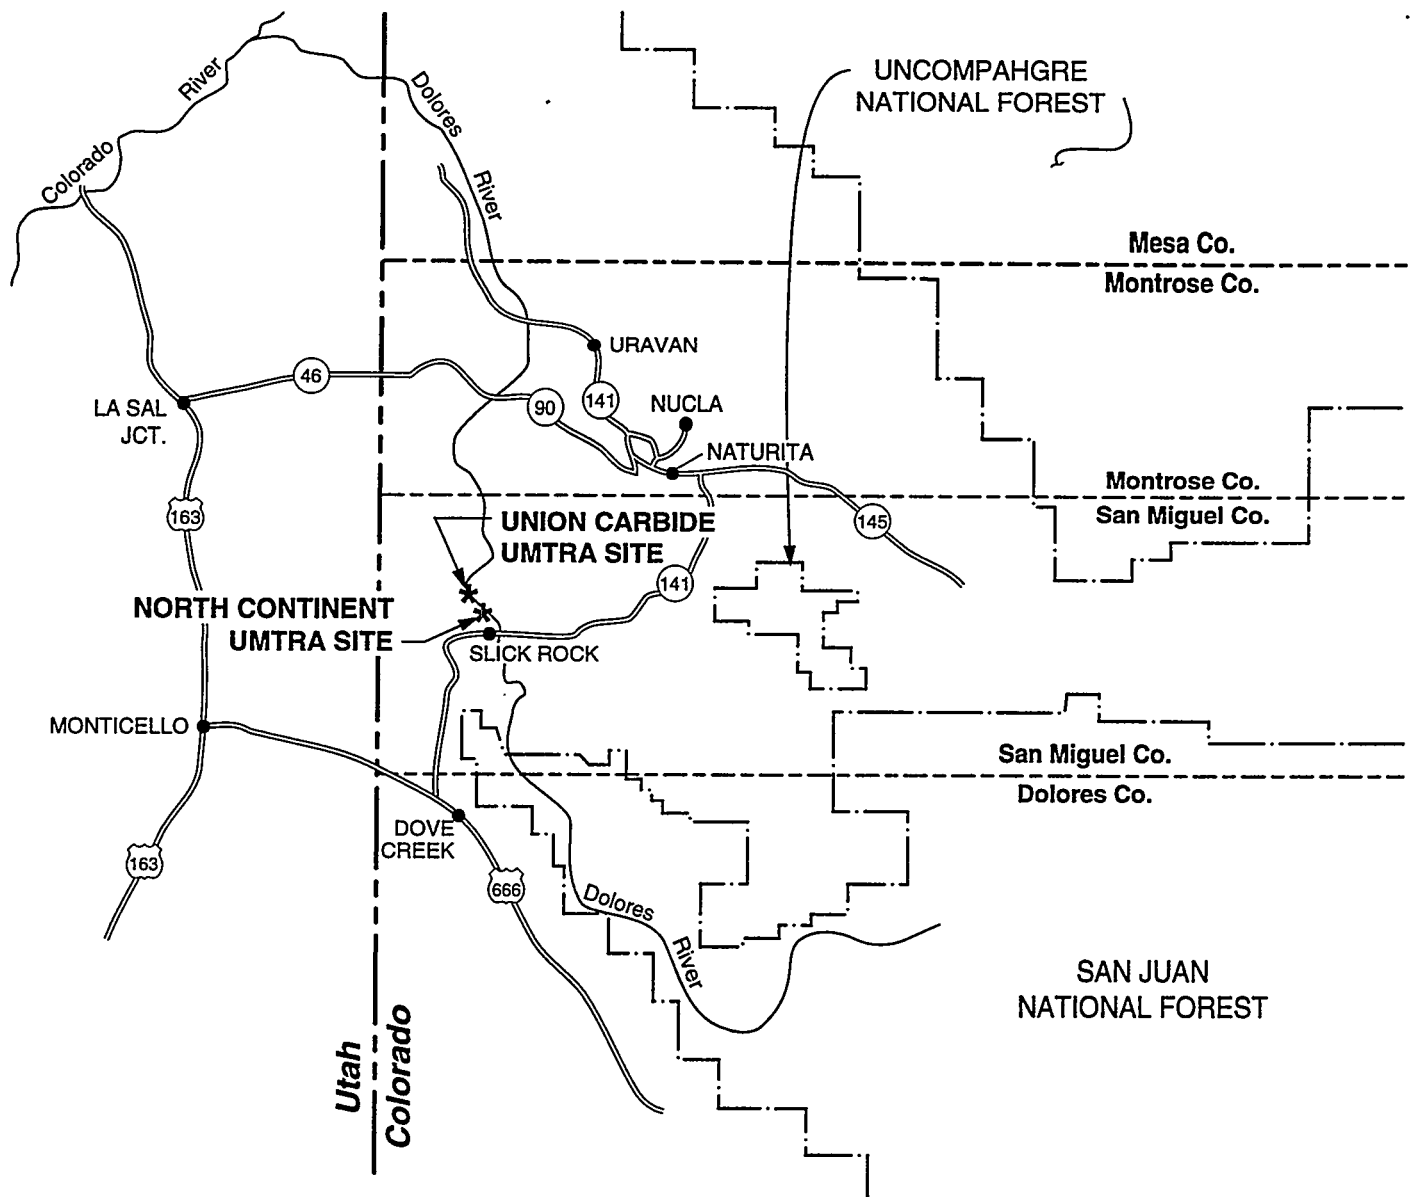 UNCOMPAHGRE
NATIONAL FOREST
Colorado
River
Dolores
River
Mesa Co.
Montrose Co.
URAVAN
46
90
141
NUCLA
LA SAL
JCT.
NATURITA
Montrose Co.
San Miguel Co.
163
145
UNION CARBIDE
UMTRA SITE
141
NORTH CONTINENT
UMTRA SITE
SLICK ROCK
MONTICELLO
San Miguel Co.
Dolores Co.
DOVE
CREEK
163
666
Dolores
River
SAN JUAN
NATIONAL FOREST
Utah
Colorado